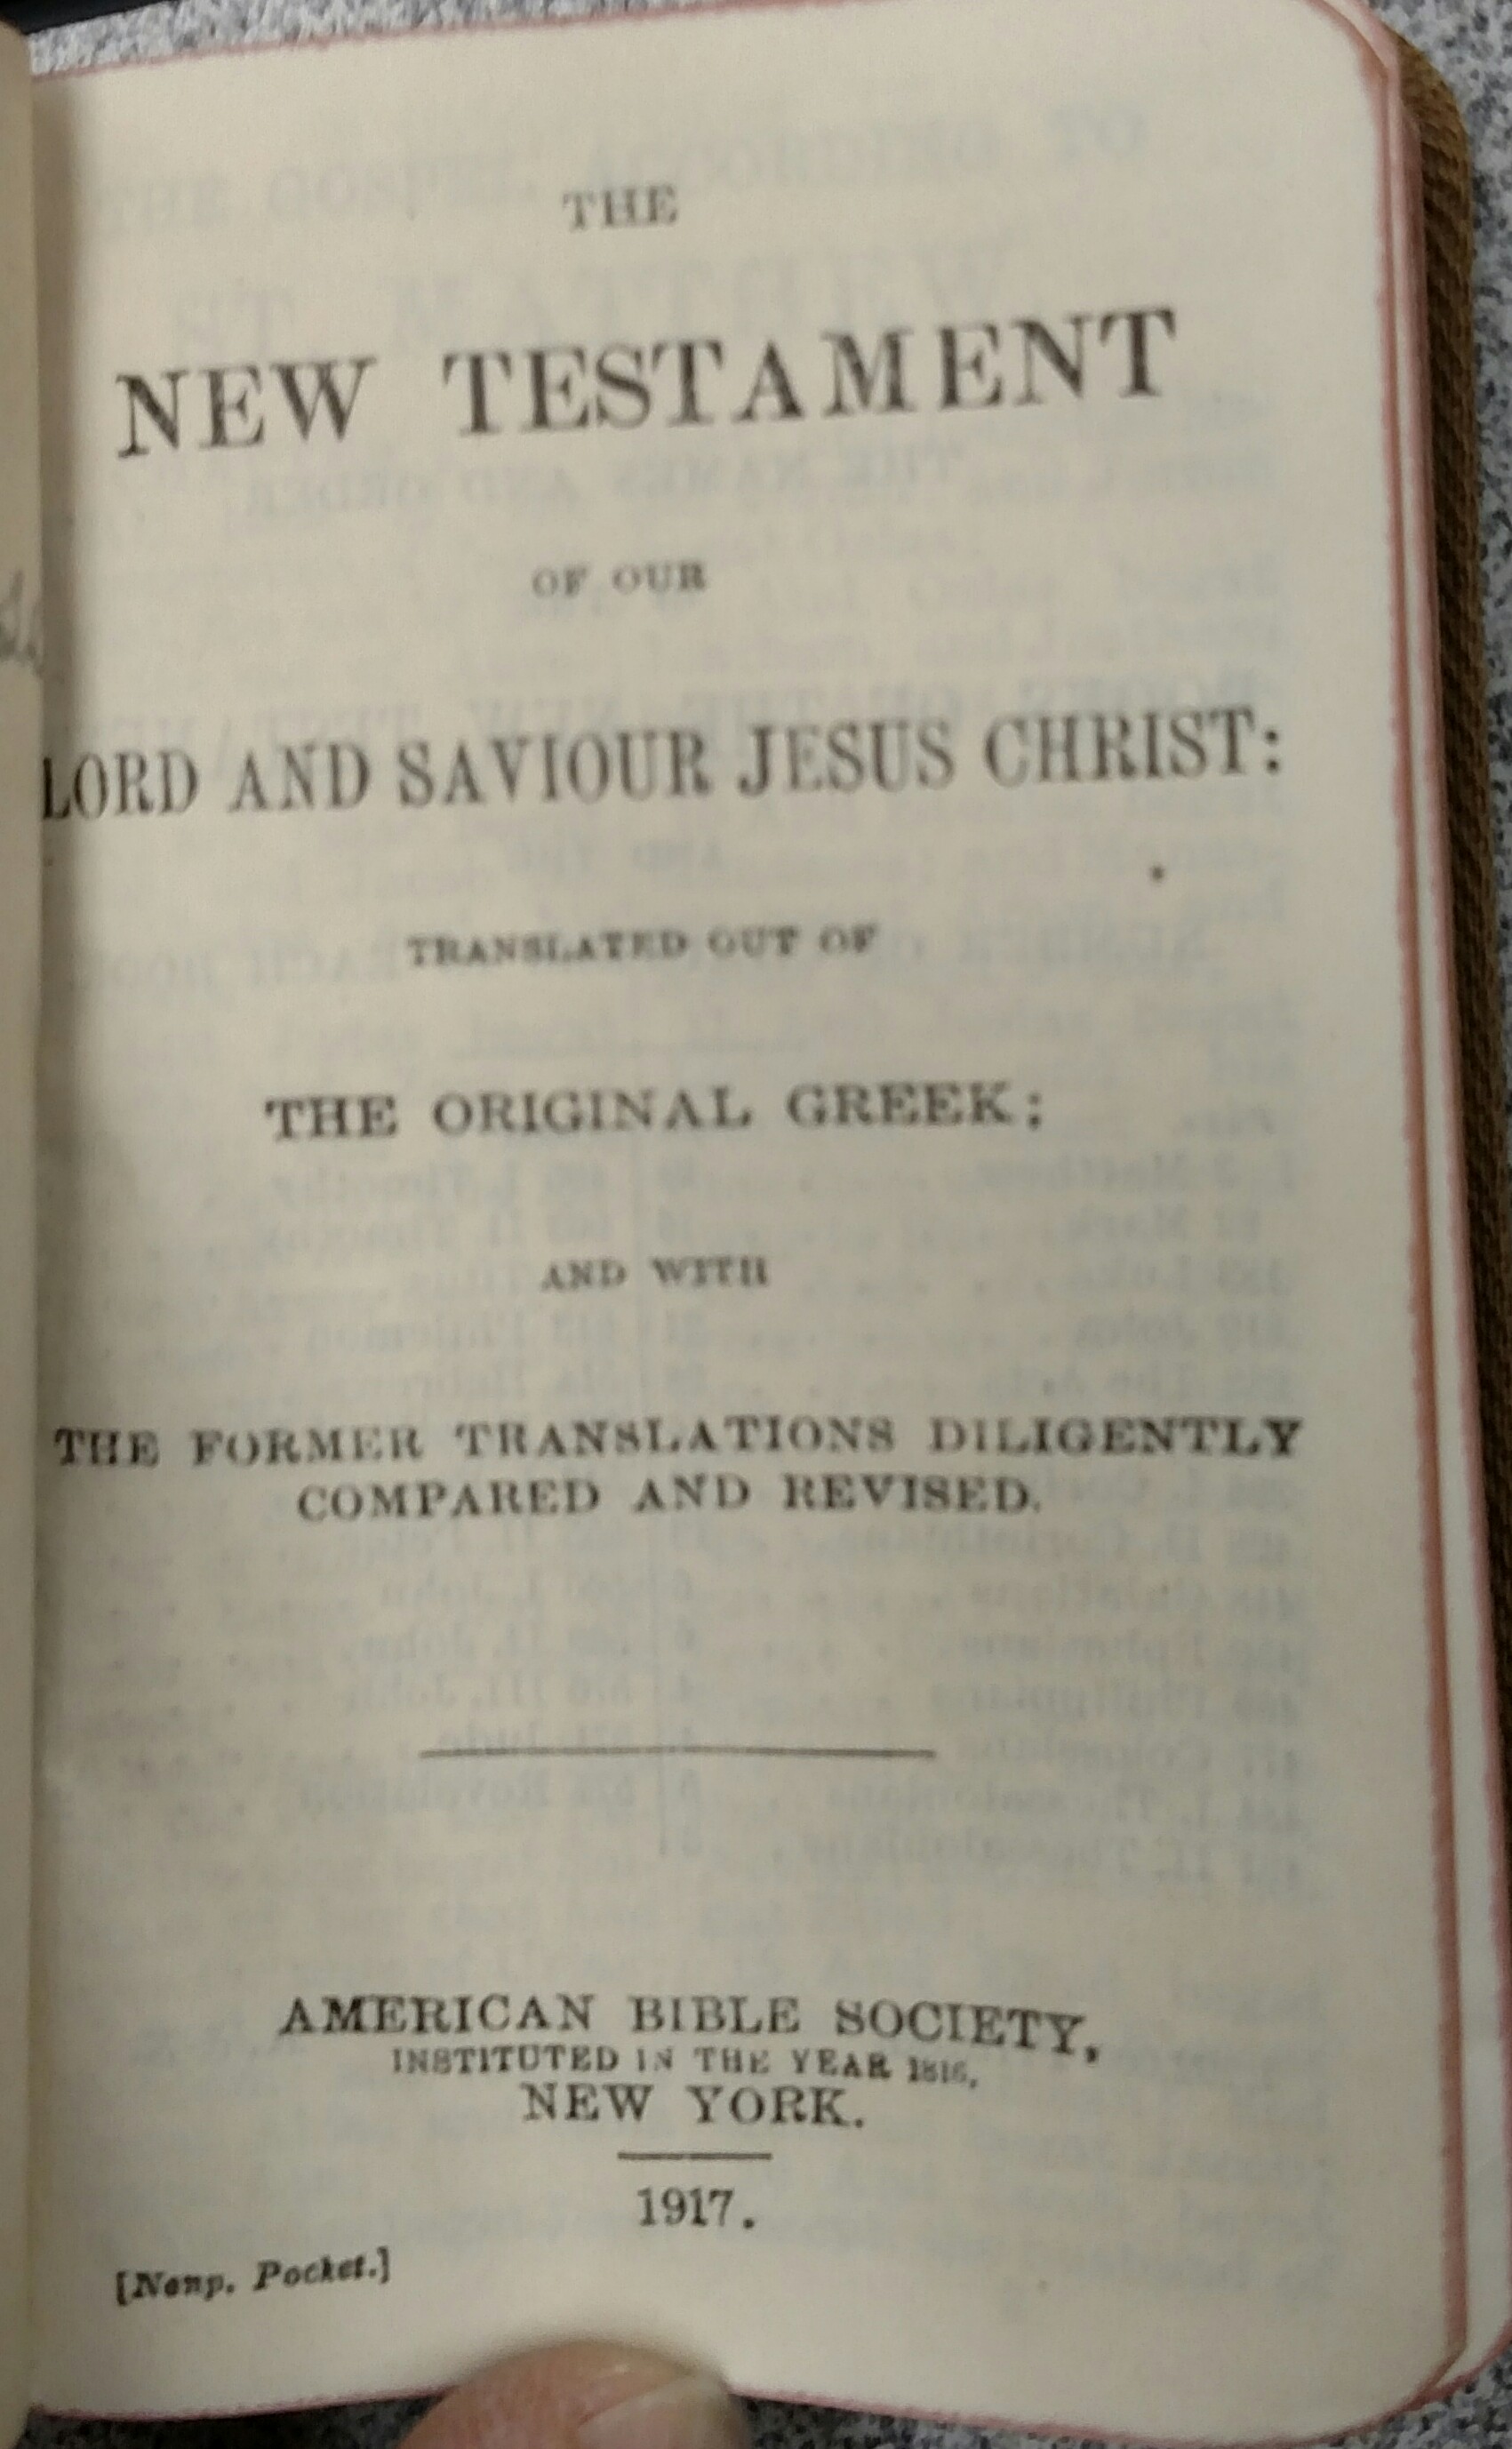 THE
NEW TESTAMENT
OF OUR
LORD AND SAVIOUR JESUS CHRIST:
TRANSLATED OUT OF
THE ORIGINAL GREEK;
AND WITH
THE FORMER TRANSLATIONS DILIGENTLY
COMPARED AND REVISED.
AMERICAN BIBLE SOCIETY,
INSTITUTED IN THE YEAR 1816,
NEW YORK.
1917.
[Nonp. Pocket.]